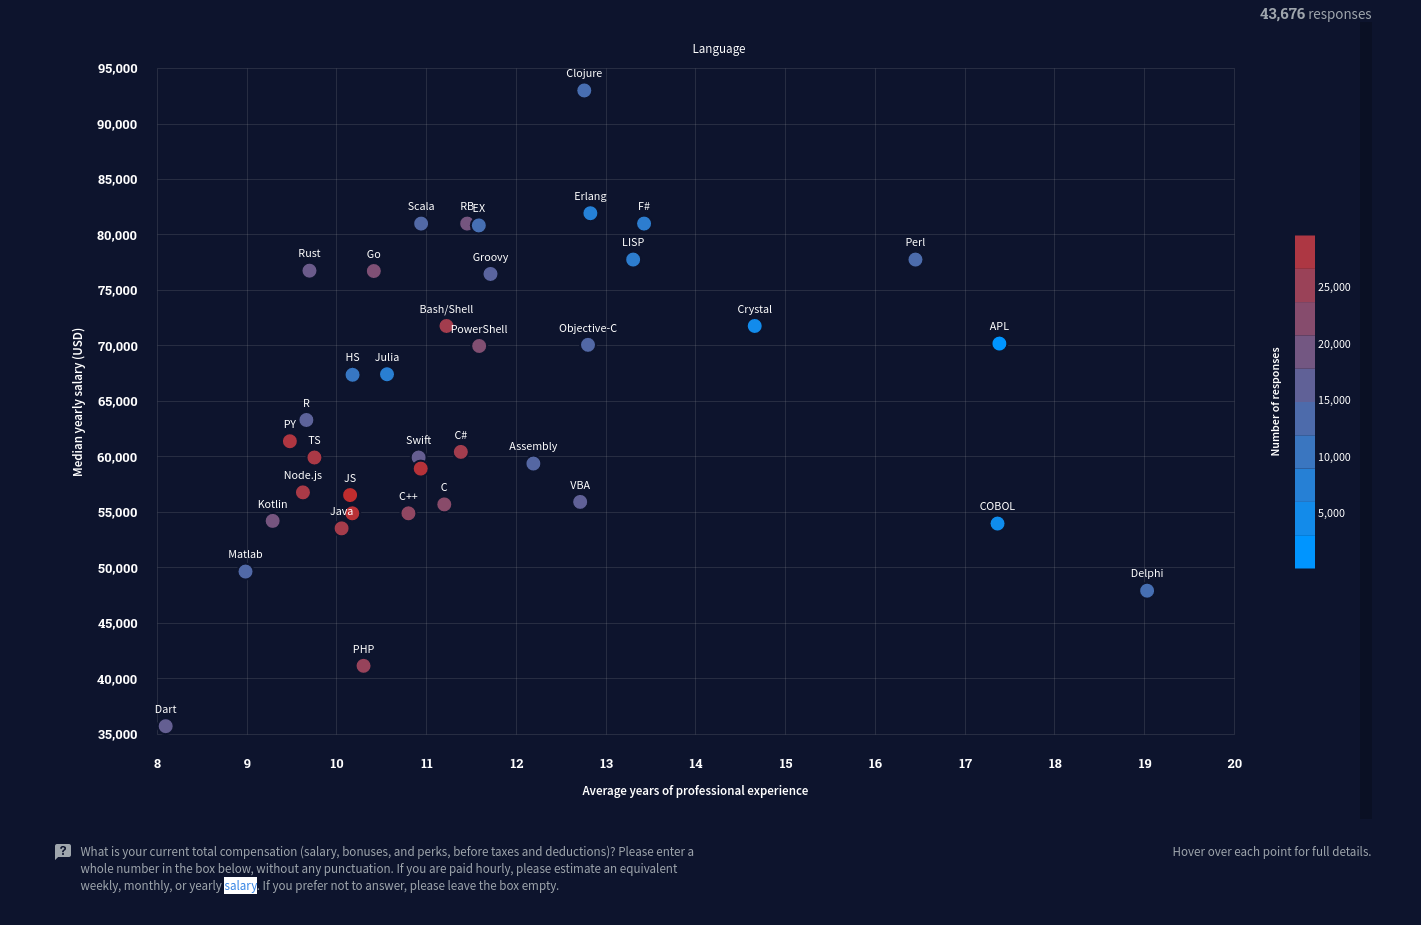 43,676 responses
Language
95,000
90,000
85,000
80,000
75,000
70,000
65,000
60,000
55,000
50,000
45,000
40,000
35,000
Median yearly salary (USD)
Clojure
Erlang
Scala
RB
EX
F#
LISP
Perl
Rust
Go
Groovy
Bash/Shell
Crystal
PowerShell
Objective-C
APL
HS
Julia
R
PY
TS
Swift
C#
Assembly
Node.js
JS
C
VBA
C++
Kotlin
Java
COBOL
Matlab
Delphi
PHP
Dart
8 9 10 11 12 13 14 15 16 17 18 19 20
Average years of professional experience
Number of responses
25,000
20,000
15,000
10,000
5,000
What is your current total compensation (salary, bonuses, and perks, before taxes and deductions)? Please enter a
whole number in the box below, without any punctuation. If you are paid hourly, please estimate an equivalent
weekly, monthly, or yearly salary. If you prefer not to answer, please leave the box empty.
Hover over each point for full details.